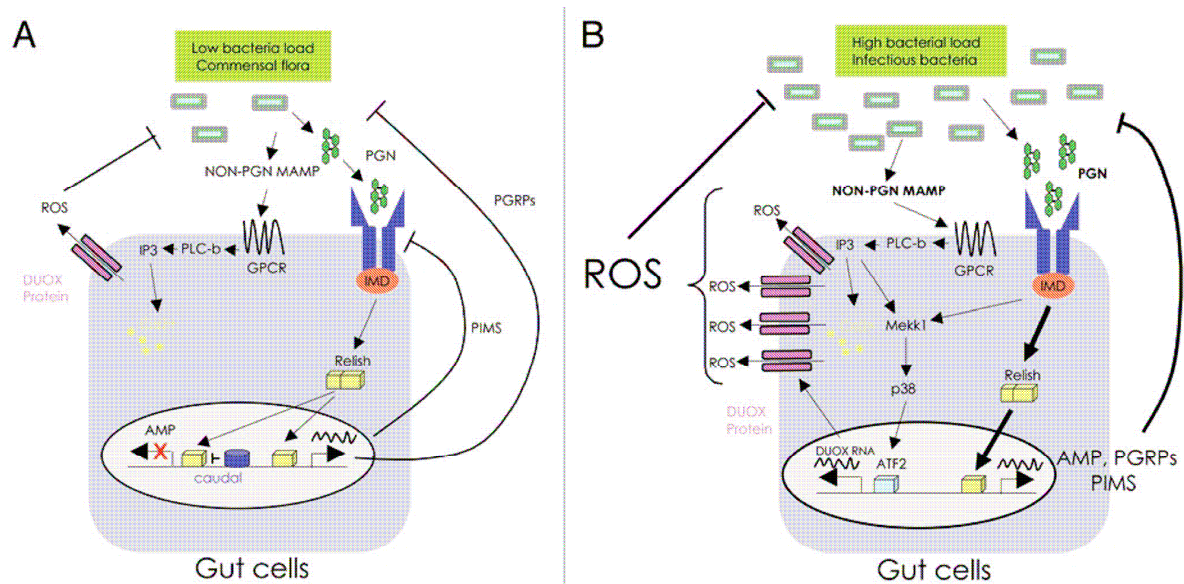 A
Low bacteria load
Commensal flora
PGN
NON-PGN MAMP
PGRPs
ROS
IP3
PLC-b
GPCR
DUOX
Protein
IMD
PIMS
Relish
AMP
caudal
Gut cells
B
High bacterial load
Infectious bacteria
PGN
NON-PGN MAMP
ROS
IP3
PLC-b
GPCR
ROS
ROS
IMD
ROS
Mekk1
ROS
Relish
p38
DUOX
Protein
DUOX RNA
ATF2
AMP, PGRPs
PIMS
Gut cells